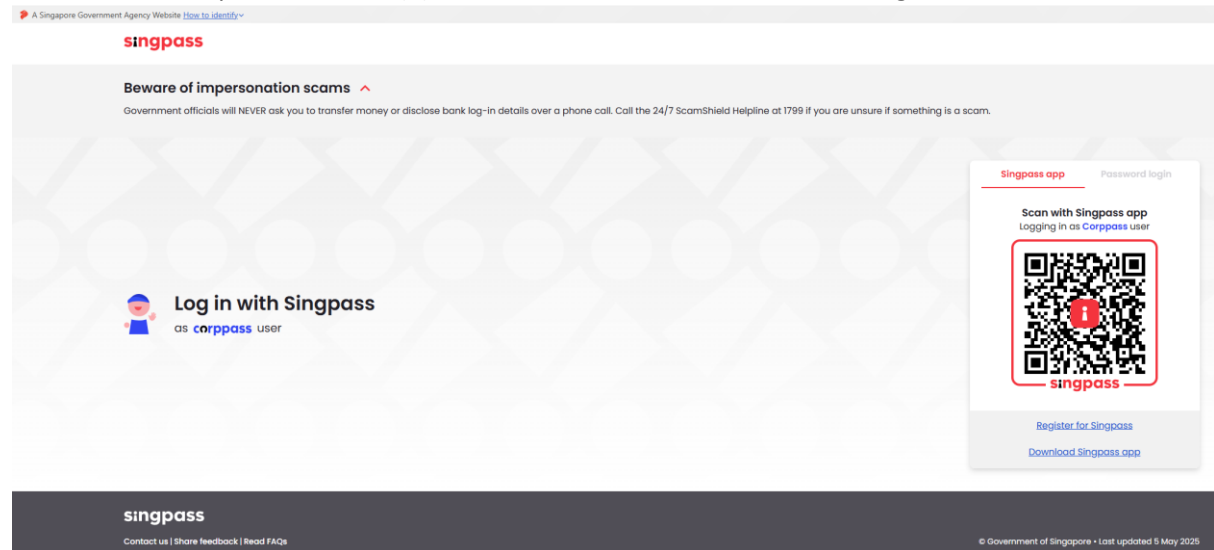 A Singapore Government Agency Website How to identify
singpass
Beware of impersonation scams
Government officials will NEVER ask you to transfer money or disclose bank log-in details over a phone call. Call the 24/7 ScamShield Helpline at 1799 if you are unsure if something is a scam.
Singpass app Password login
Scan with Singpass app
Logging in as Corppass user
singpass
Log in with Singpass
as corppass user
Register for Singpass
Download Singpass app
singpass
Contact us | Share feedback | Read FAQs
© Government of Singapore • Last updated 5 May 2025